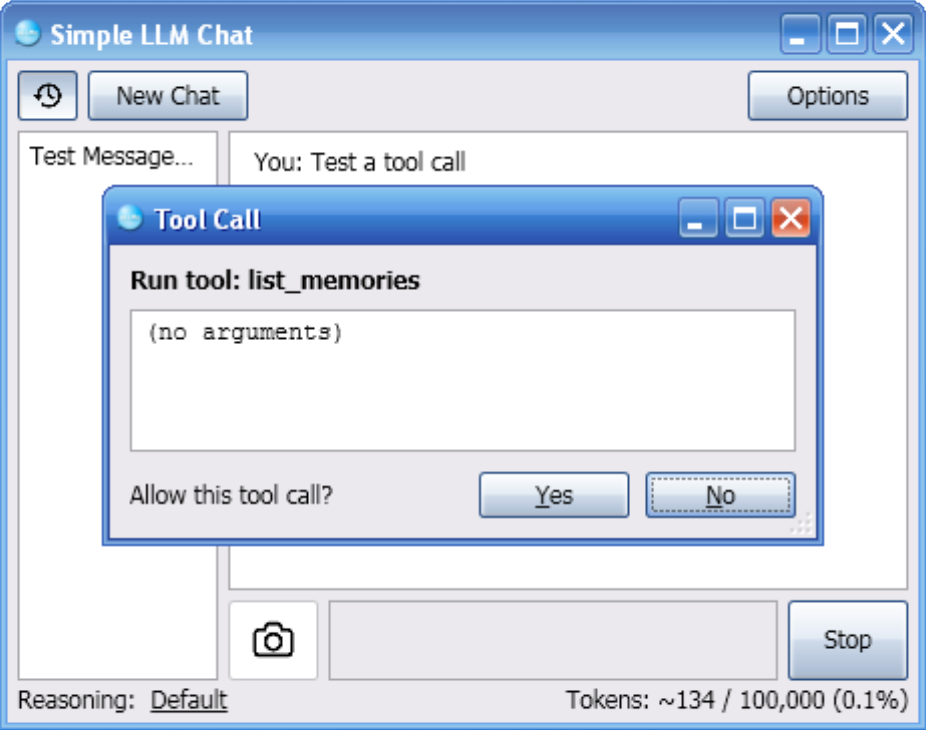 Simple LLM Chat
New Chat
Options
Test Message...
You: Test a tool call
Tool Call
Run tool: list_memories
(no arguments)
Allow this tool call?
Yes
No
Stop
Reasoning: Default
Tokens: ~134 / 100,000 (0.1%)